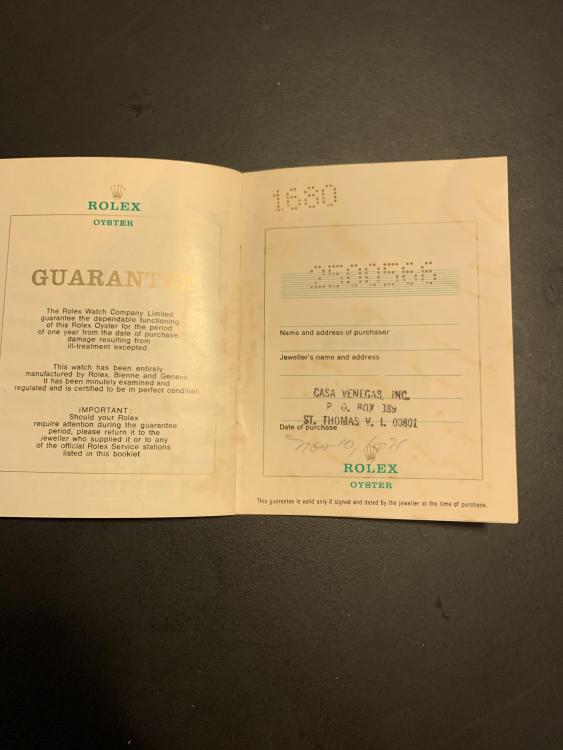 ROLEX
OYSTER
GUARANTEE
The Rolex Watch Company Limited
guarantee the dependable functioning
of this Rolex Oyster for the period
of one year from the date of purchase,
damage resulting from
ill-treatment excepted.
This watch has been entirely
manufactured by Rolex, Bienne and Geneva.
It has been minutely examined and
regulated and is certified to be in perfect condition.
IMPORTANT:
Should your Rolex
require attention during the guarantee
period, please return it to the
jeweller who supplied it or to any
of the official Rolex Service stations
listed in this booklet.
1680
2500566
Name and address of purchaser
Jeweller's name and address
CASA VENEGAS, INC.
P. O. BOX 389
ST. THOMAS V. I. 00801
Date of purchase
Nov 10,
ROLEX
OYSTER
This guarantee is valid only if signed and dated by the jeweller at the time of purchase.